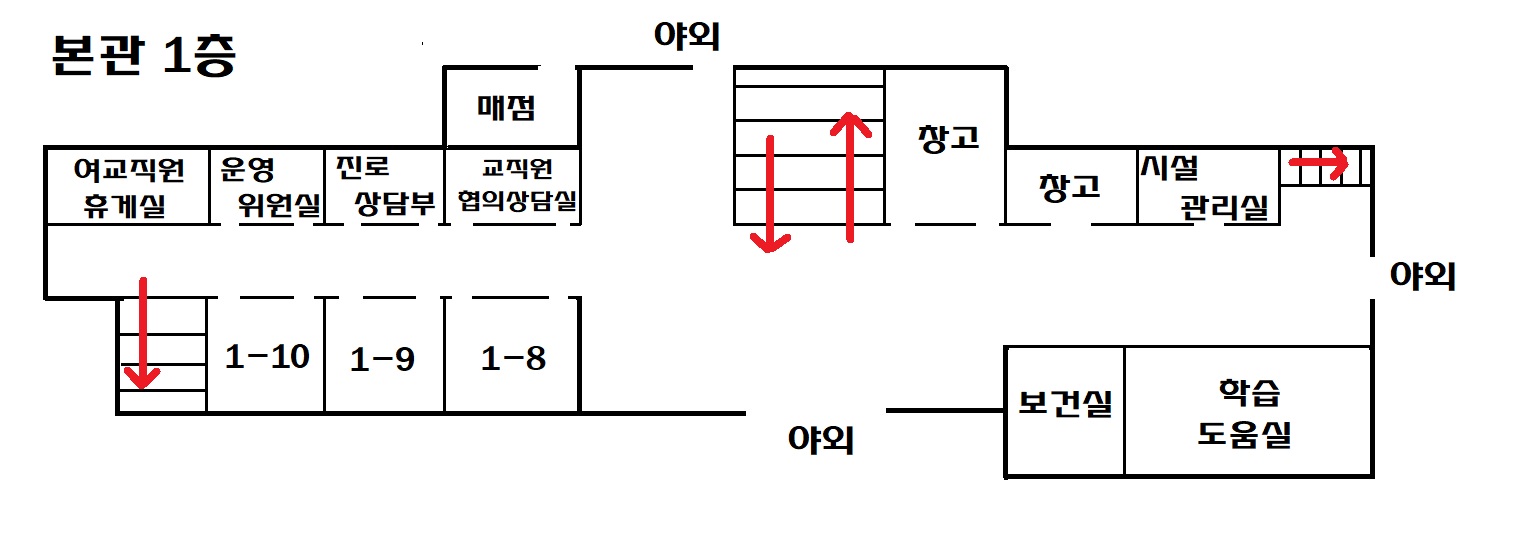 본관 1층
야외
매점
창고
여교직원
휴게실
운영
위원실
진로
상담부
교직원
협의상담실
창고
시설
관리실
야외
1-10
1-9
1-8
보건실
학습
도움실
야외